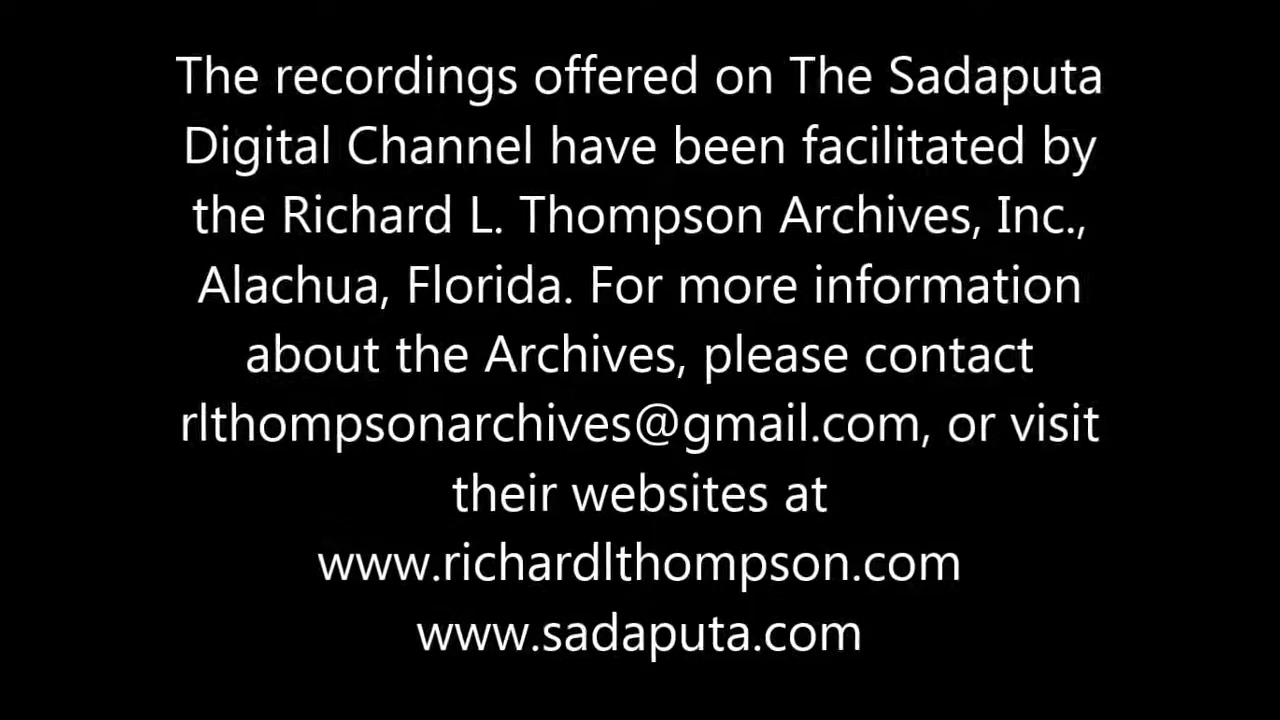 The recordings offered on The Sadaputa
Digital Channel have been facilitated by
the Richard L. Thompson Archives, Inc.,
Alachua, Florida. For more information
about the Archives, please contact
rlthompsonarchives@gmail.com, or visit
their websites at
www.richardlthompson.com
www.sadaputa.com